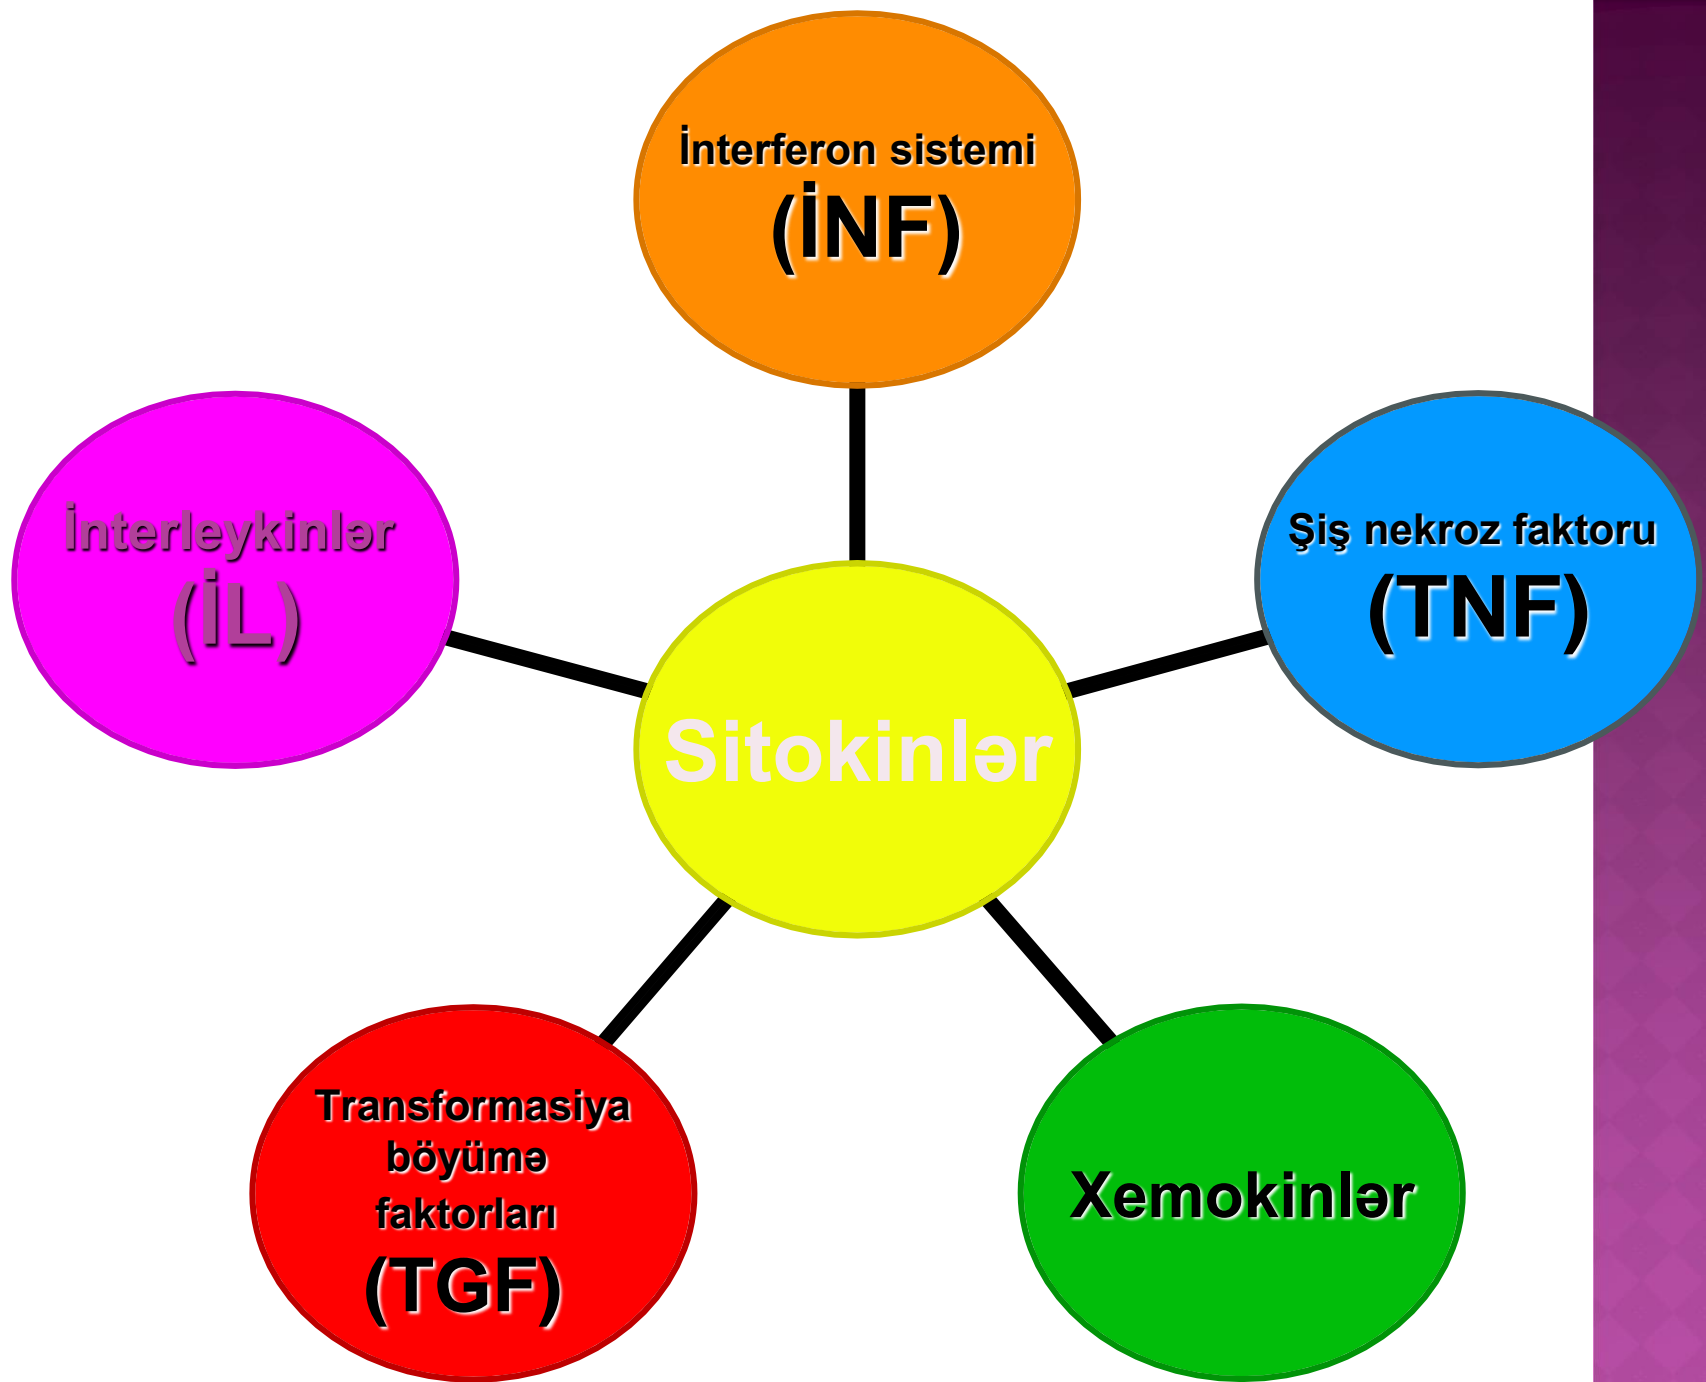 İnterferon sistemi
(İNF)
İnterleykinlər
(İL)
Şiş nekroz faktoru
(TNF)
Sitokinlər
Transformasiya
böyümə
faktorları
(TGF)
Xemokinlər